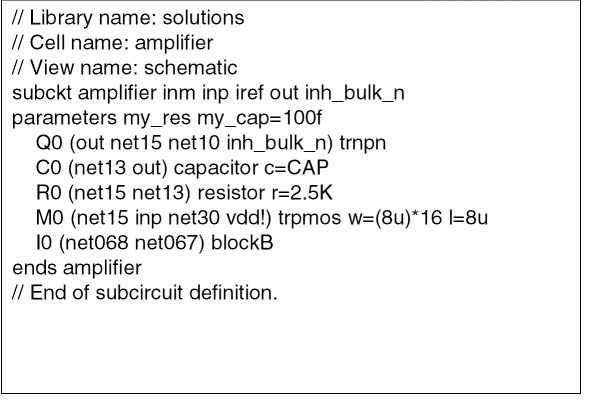 // Library name: solutions
// Cell name: amplifier
// View name: schematic
subckt amplifier inm inp iref out inh_bulk_n
parameters my_res my_cap=100f
Q0 (out net15 net10 inh_bulk_n) trnpn
C0 (net13 out) capacitor c=CAP
R0 (net15 net13) resistor r=2.5K
M0 (net15 inp net30 vdd!) trpmos w=(8u)*16 l=8u
I0 (net068 net067) blockB
ends amplifier
// End of subcircuit definition.